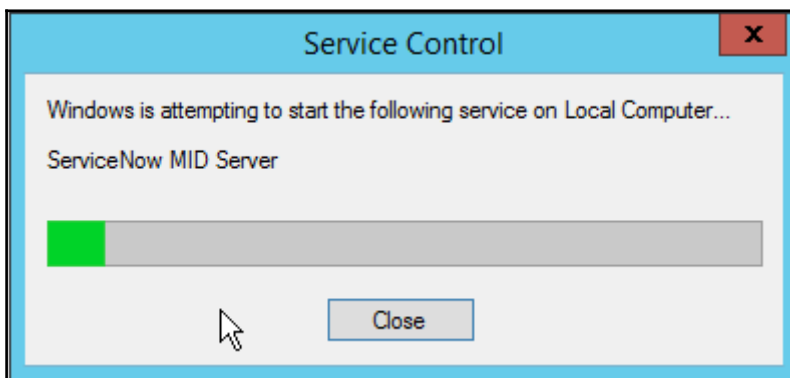 Service Control
x
Windows is attempting to start the following service on Local Computer...
ServiceNow MID Server
Close